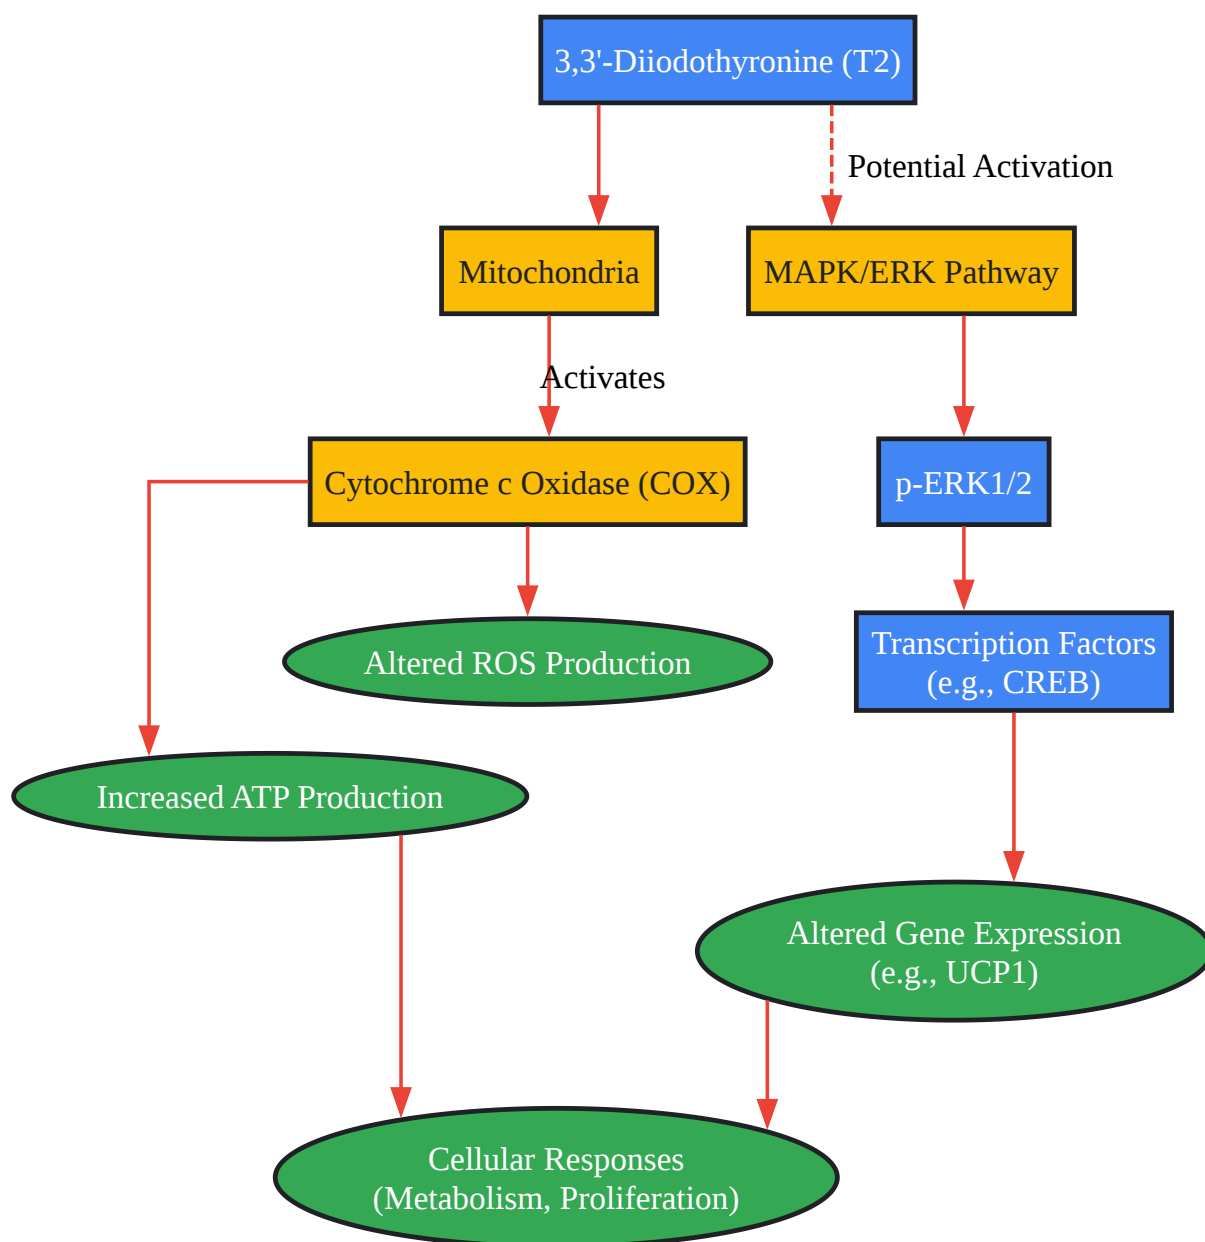 3,3'-Diiodothyronine (T2)
Potential Activation
Mitochondria
MAPK/ERK Pathway
Activates
Cytochrome c Oxidase (COX)
p-ERK1/2
Altered ROS Production
Transcription Factors
(e.g., CREB)
Increased ATP Production
Altered Gene Expression
(e.g., UCP1)
Cellular Responses
(Metabolism, Proliferation)